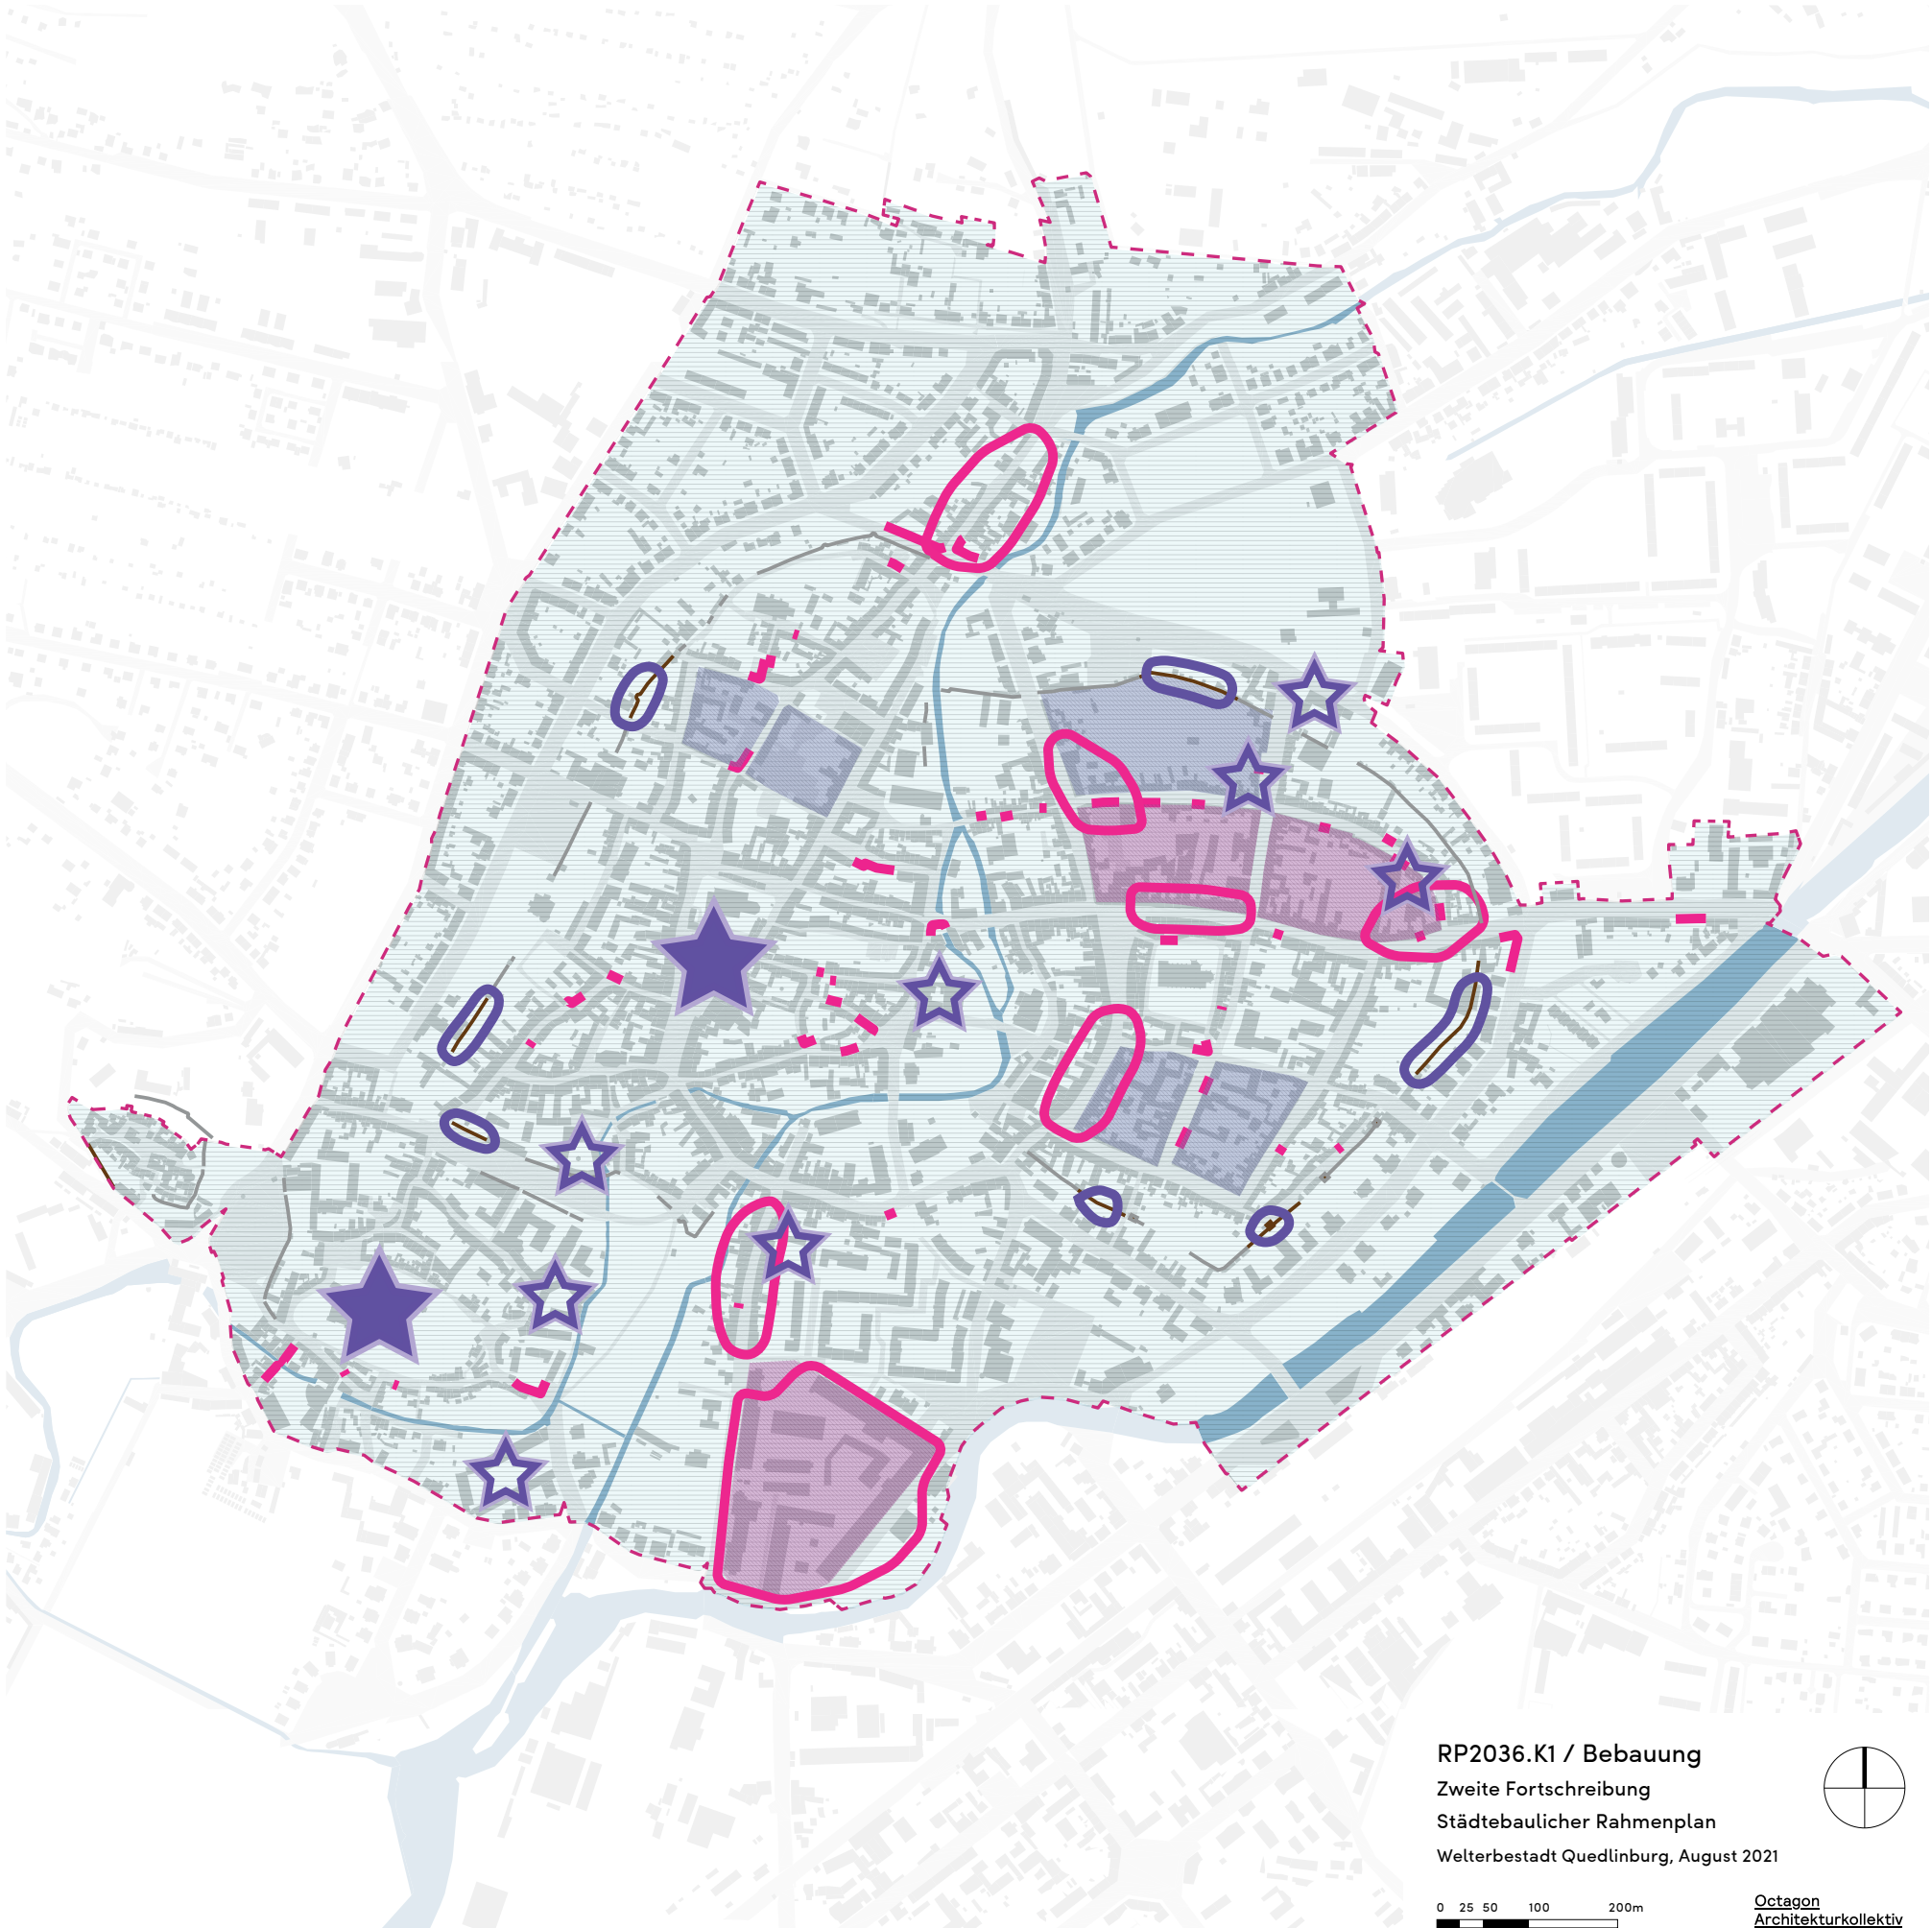 RP2036.K1 / Bebauung
Zweite Fortschreibung
Städtebaulicher Rahmenplan
Welterbestadt Quedlinburg, August 2021
0 25 50 100 200m
Octagon
Architekturkollektiv